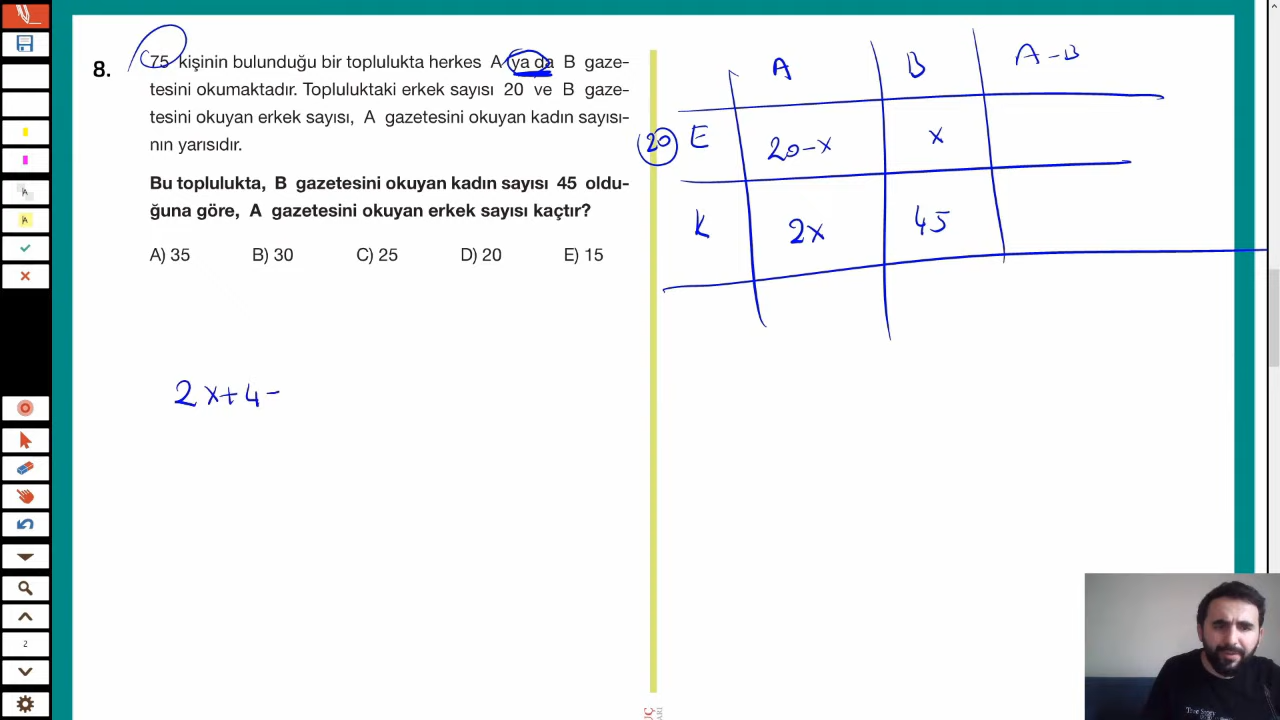 8. 75 kişinin bulunduğu bir toplulukta herkes A ya da B gaze-
tesini okumaktadır. Topluluktaki erkek sayısı 20 ve B gaze-
tesini okuyan erkek sayısı, A gazetesini okuyan kadın sayısı-
nın yarısıdır.
Bu toplulukta, B gazetesini okuyan kadın sayısı 45 oldu-
ğuna göre, A gazetesini okuyan erkek sayısı kaçtır?
A) 35 B) 30 C) 25 D) 20 E) 15
2x+4-
A B A-B
20 E 20-x x
K 2x 45
A
A
2